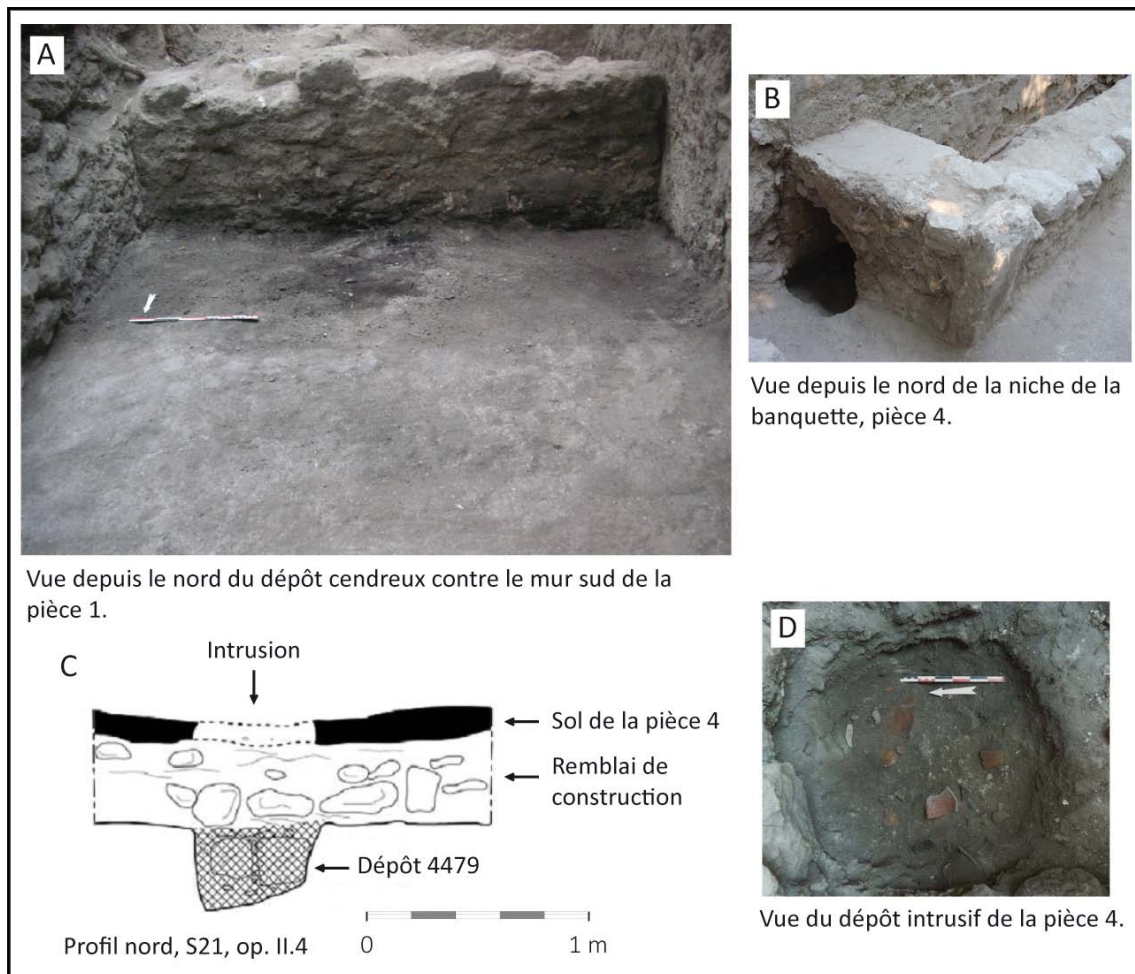 A
Vue depuis le nord du dépôt cendreux contre le mur sud de la
pièce 1.
B
Vue depuis le nord de la niche de la
banquette, pièce 4.
C
Intrusion
Sol de la pièce 4
Remblai de
construction
Dépôt 4479
Profil nord, S21, op. II.4
0
1 m
D
Vue du dépôt intrusif de la pièce 4.